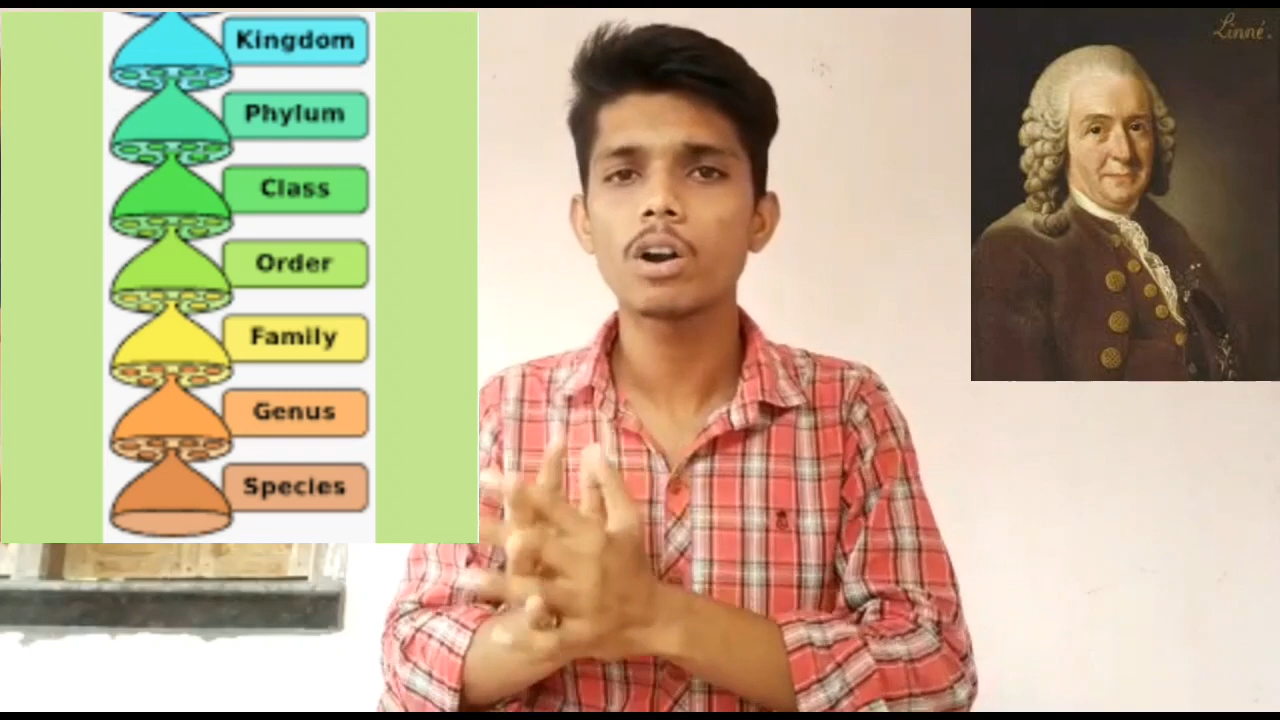 Kingdom
Phylum
Class
Order
Family
Genus
Species
Linné.